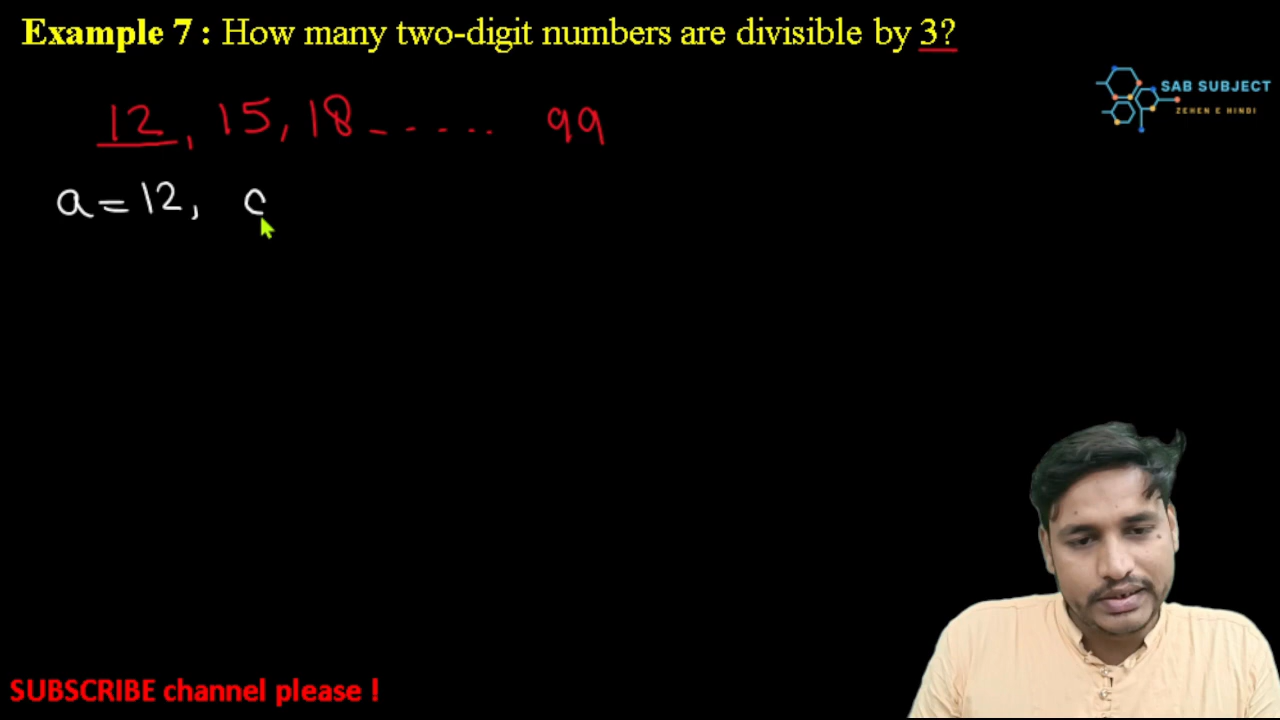 Example 7 : How many two-digit numbers are divisible by 3?
SAB SUBJECT
ZEHEN E HINDI
12, 15, 18 - ..... 99
a = 12, c
SUBSCRIBE channel please !